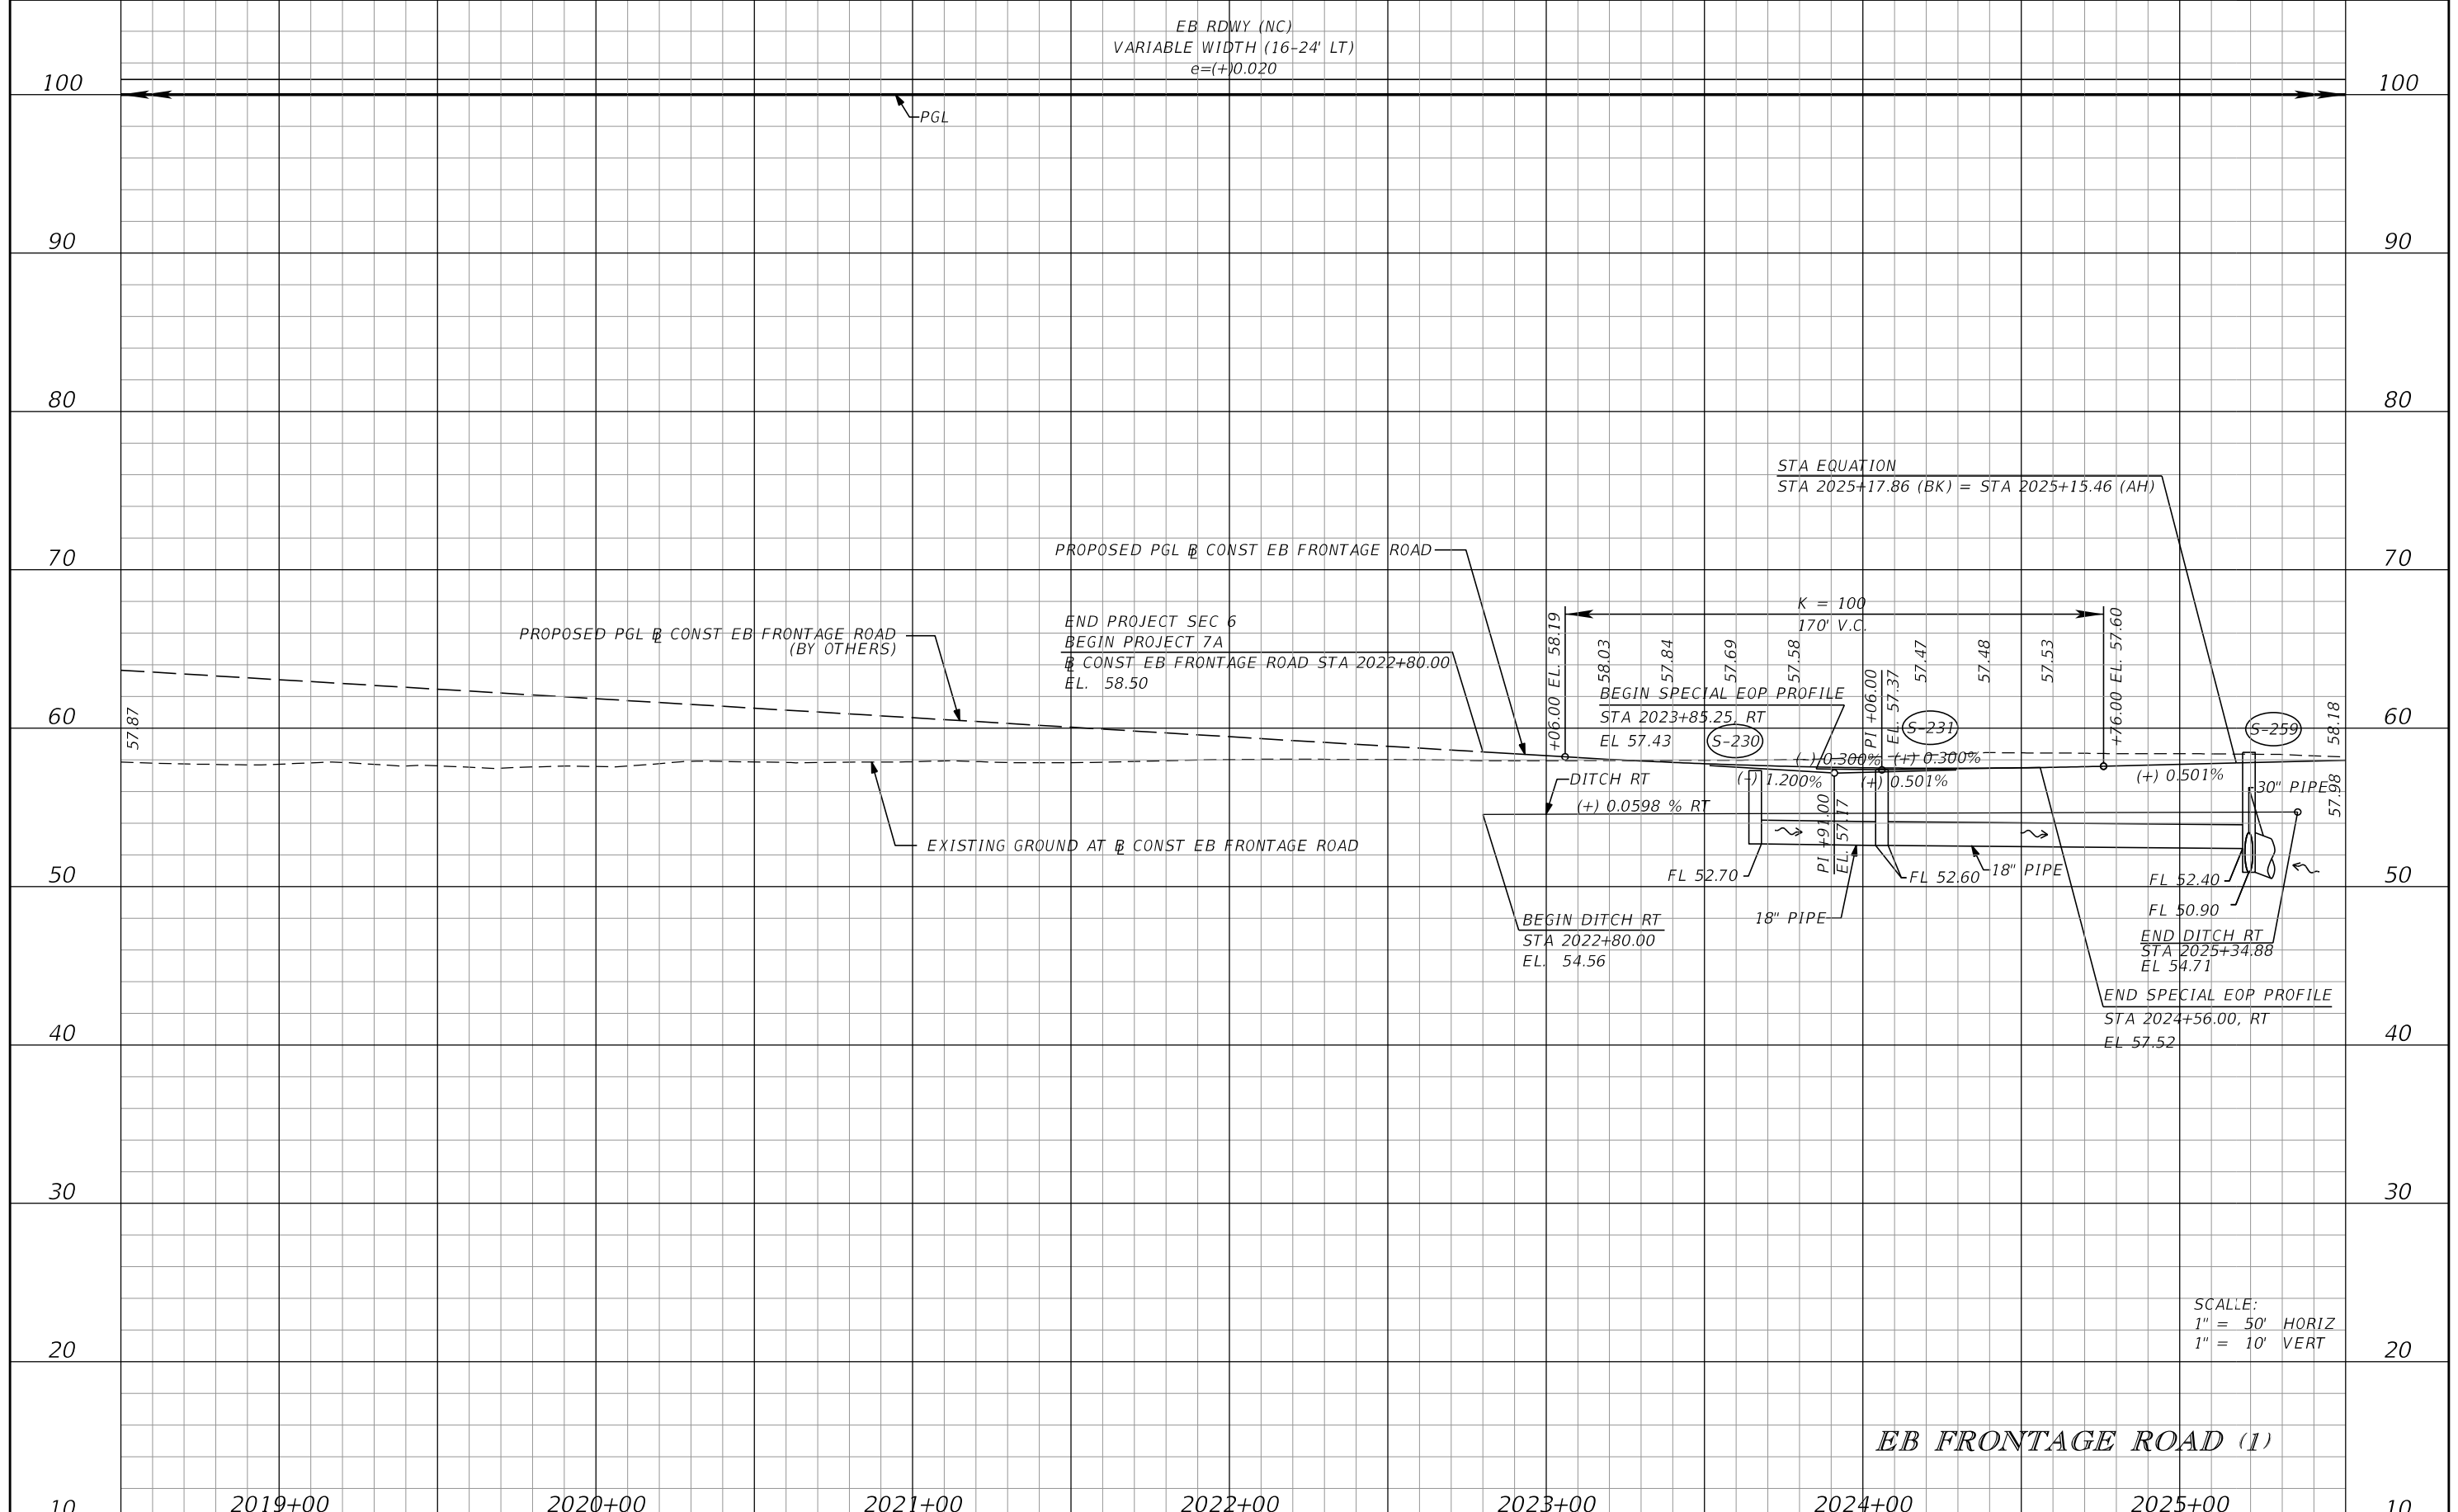 EB RDWY (NC)
VARIABLE WIDTH (16-24' LT)
e=(+)0.020
100
100
PGL
90
90
80
80
STA EQUATION
STA 2025+17.86 (BK) = STA 2025+15.46 (AH)
70
70
PROPOSED PGL ℄ CONST EB FRONTAGE ROAD
K = 100
170' V.C.
END PROJECT SEC 6
BEGIN PROJECT 7A
℄ CONST EB FRONTAGE ROAD STA 2022+80.00
EL. 58.50
PROPOSED PGL ℄ CONST EB FRONTAGE ROAD
(BY OTHERS)
+06.00 EL. 58.19
58.03
57.84
57.69
57.58
PI +06.00
EL. 57.37
57.47
57.48
57.53
+76.00 EL. 57.60
BEGIN SPECIAL EOP PROFILE
STA 2023+85.25, RT
EL 57.43
S-230
S-231
S-259
58.18
60
60
57.87
(-) 0.300%
(+) 0.300%
(-) 1.200%
(+) 0.501%
(+) 0.501%
DITCH RT
(+) 0.0598 % RT
30" PIPE
57.98
PI +91.00
EL. 57.17
EXISTING GROUND AT ℄ CONST EB FRONTAGE ROAD
50
50
FL 52.70
FL 52.60
18" PIPE
18" PIPE
FL 52.40
FL 50.90
BEGIN DITCH RT
STA 2022+80.00
EL. 54.56
END DITCH RT
STA 2025+34.88
EL 54.71
END SPECIAL EOP PROFILE
STA 2024+56.00, RT
EL 57.52
40
40
30
30
SCALE:
1" = 50' HORIZ
1" = 10' VERT
20
20
EB FRONTAGE ROAD (1)
10
2019+00
2020+00
2021+00
2022+00
2023+00
2024+00
2025+00
10